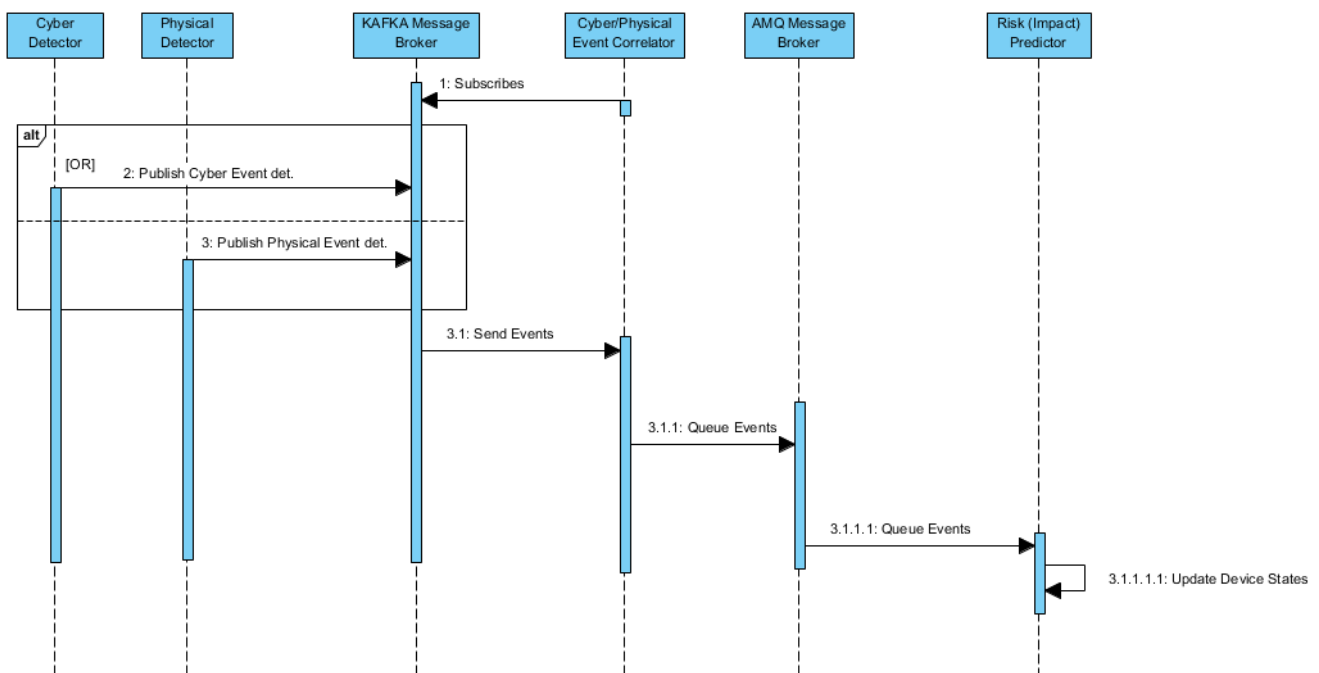 Cyber
Detector
Physical
Detector
KAFKA Message
Broker
Cyber/Physical
Event Correlator
AMQ Message
Broker
Risk (Impact)
Predictor
1: Subscribes
alt
[OR]
2: Publish Cyber Event det.
3: Publish Physical Event det.
3.1: Send Events
3.1.1: Queue Events
3.1.1.1: Queue Events
3.1.1.1.1: Update Device States